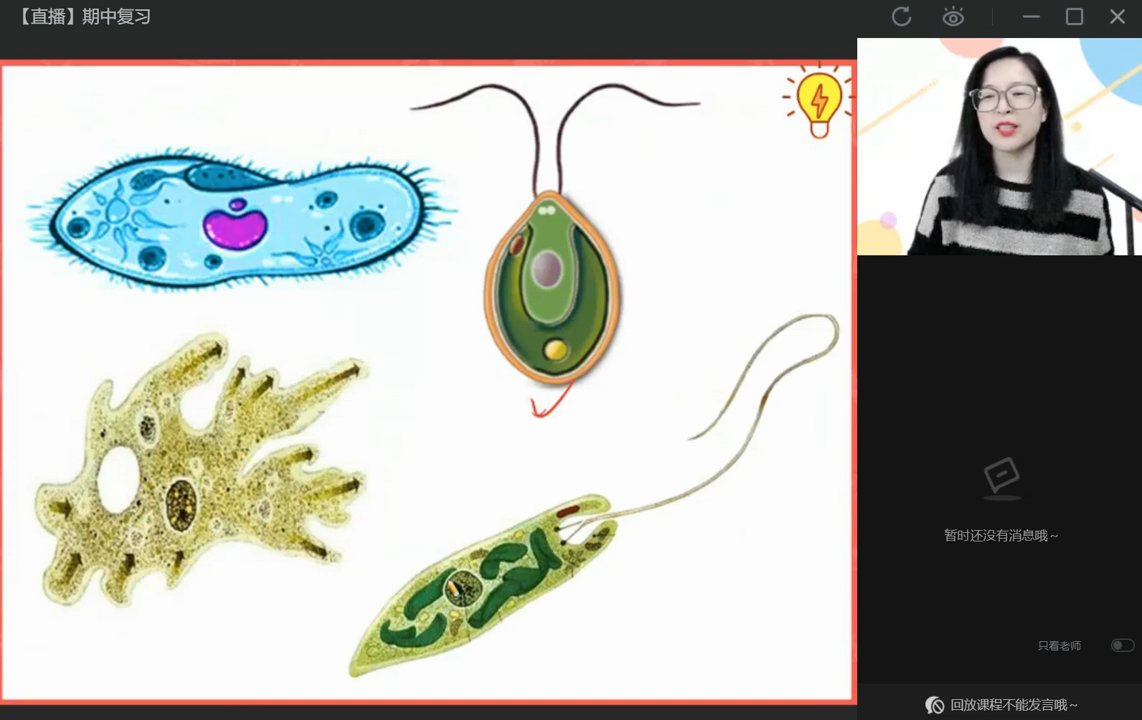 【直播】期中复习
暂时还没有消息哦~
只看老师
回放课程不能发言哦~